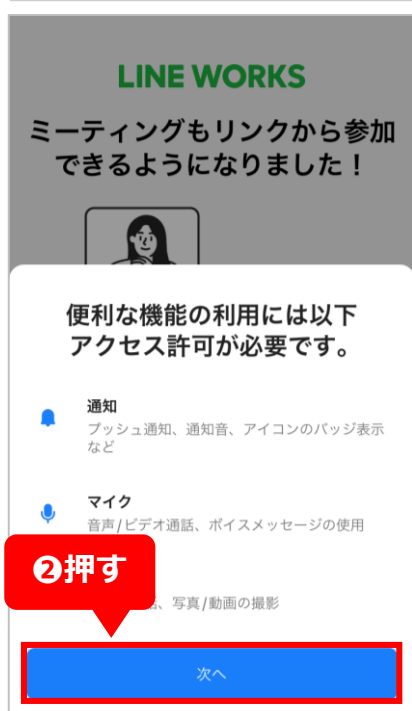 LINE WORKS
ミーティングもリンクから参加
できるようになりました！
便利な機能の利用には以下
アクセス許可が必要です。
通知
プッシュ通知、通知音、アイコンのバッジ表示
など
マイク
音声/ビデオ通話、ボイスメッセージの使用
❷押す
、写真/動画の撮影
次へ